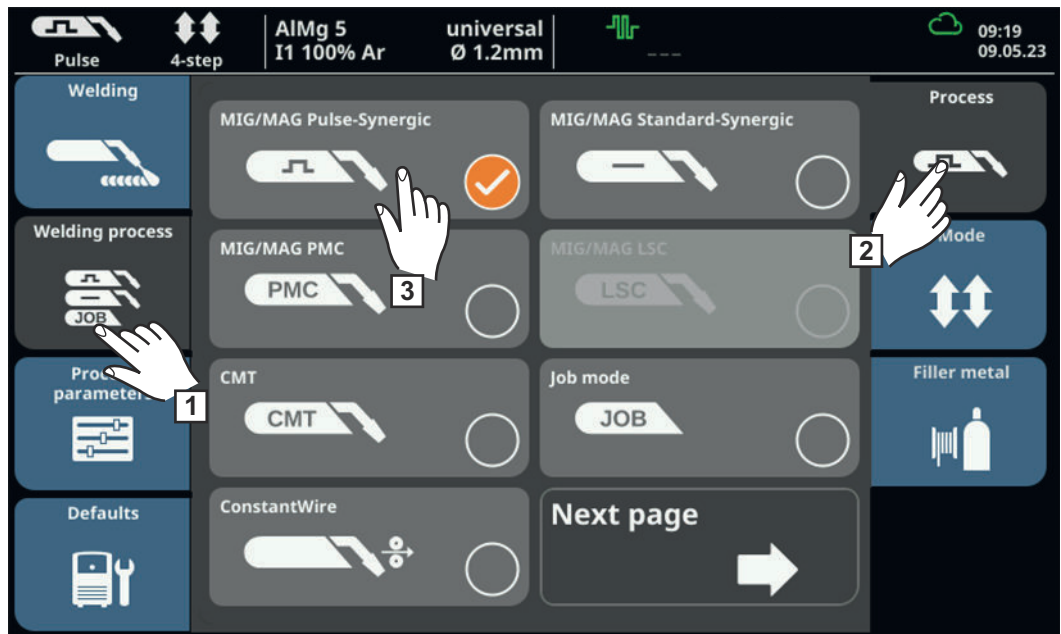 Pulse
4-step
AlMg 5
I1 100% Ar
universal
Ø 1.2mm
---
09:19
09.05.23
Welding
Welding process
JOB
Process
parameters
Defaults
MIG/MAG Pulse-Synergic
MIG/MAG Standard-Synergic
MIG/MAG PMC
PMC
MIG/MAG LSC
LSC
CMT
CMT
Job mode
JOB
ConstantWire
Next page
Process
Mode
Filler metal
1
2
3